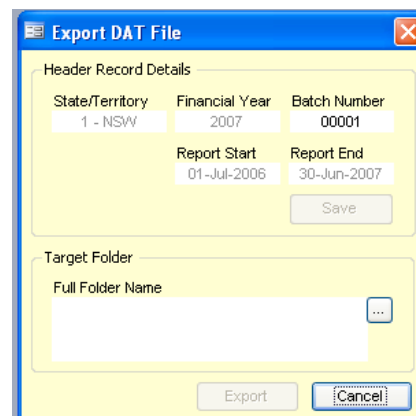 Export DAT File
Header Record Details
State/Territory Financial Year Batch Number
1 - NSW 2007 00001
Report Start Report End
01-Jul-2006 30-Jun-2007
Save
Target Folder
Full Folder Name
...
Export Cancel